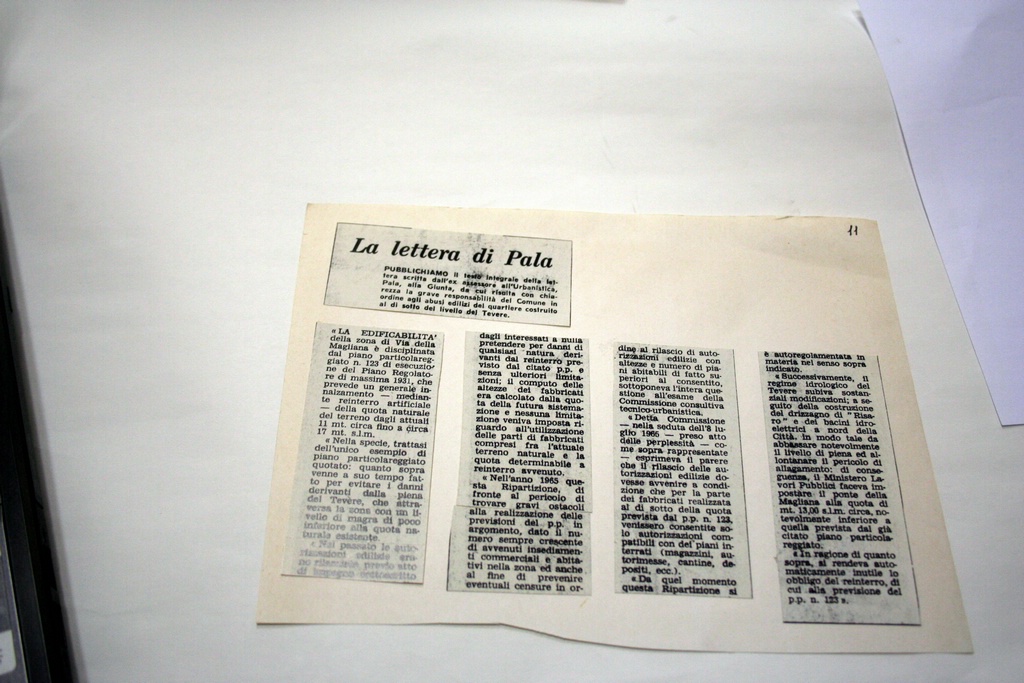 11
La lettera di Pala
PUBBLICHIAMO il testo integrale della let-
tera scritta dall'ex assessore all'Urbanistica,
Pala, alla Giunta, da cui risulta con chia-
rezza la grave responsabilità del Comune in
ordine agli abusi edilizi del quartiere costruito
al di sotto del livello del Tevere.
« LA EDIFICABILITA'
della zona di Via della
Magliana è disciplinata
dal piano particolareg-
giato n. 123 di esecuzio-
ne del Piano Regolato-
re di massima 1931, che
prevede un generale in-
nalzamento — median-
te reinterro artificiale
— della quota naturale
del terreno dagli attuali
11 mt. circa fino a circa
17 mt. s.l.m.
« Nella specie, trattasi
dell'unico esempio di
piano particolareggiato
quotato: quanto sopra
venne a suo tempo fat-
to per evitare i danni
derivanti dalla piena
del Tevere, che attra-
versa la zona con un li-
vello di magra di poco
inferiore alla quota na-
turale esistente.
« Nel passato le auto-
rizzazioni edilizie era-
no rilasciate, previo atto
di impegno sottoscritto
dagli interessati a nulla
pretendere per danni di
qualsiasi natura deri-
vanti dal reinterro pre-
visto dal citato p.p. e
senza ulteriori limita-
zioni; il computo delle
altezze dei fabbricati
era calcolato dalla quo-
ta della futura sistema-
zione e nessuna limita-
zione veniva imposta ri-
guardo all'utilizzazione
delle parti di fabbricati
compresi fra l'attuale
terreno naturale e la
quota determinabile a
reinterro avvenuto.
« Nell'anno 1965 que-
sta Ripartizione, di
fronte al pericolo di
trovare gravi ostacoli
alla realizzazione delle
previsioni del p.p. in
argomento, dato il nu-
mero sempre crescente
di avvenuti insediamen-
ti commerciali e abita-
tivi nella zona ed anche
al fine di prevenire
eventuali censure in or-
dine al rilascio di auto-
rizzazioni edilizie con
altezze e numero di pia-
ni abitabili di fatto su-
periori al consentito,
sottoponeva l'intera que-
stione all'esame della
Commissione consultiva
tecnico-urbanistica.
« Detta Commissione
— nella seduta dell'8 lu-
glio 1966 — preso atto
delle perplessità — co-
me sopra rappresentate
— esprimeva il parere
che il rilascio delle au-
torizzazioni edilizie do-
vesse avvenire a condi-
zione che per la parte
dei fabbricati realizzata
al di sotto della quota
prevista dal p.p. n. 123,
venissero consentite so-
lo autorizzazioni com-
patibili con dei piani in-
terrati (magazzini, au-
torimesse, cantine, de-
positi, ecc.).
« Da quel momento
questa Ripartizione si
è autoregolamentata in
materia nel senso sopra
indicato.
« Successivamente, il
regime idrologico del
Tevere subiva sostan-
ziali modificazioni; a se-
guito della costruzione
del drizzagno di "Risa-
ro" e dei bacini idro-
elettrici a nord della
Città, in modo tale da
abbassare notevolmente
il livello di piena ed al-
lontanare il pericolo di
allagamento: di conse-
guenza, il Ministero La-
vori Pubblici faceva im-
postare il ponte della
Magliana alla quota di
mt. 13,00 s.l.m. circa, no-
tevolmente inferiore a
quella prevista dal già
citato piano particola-
reggiato.
« In ragione di quanto
sopra, si rendeva auto-
maticamente inutile lo
obbligo del reinterro, di
cui alla previsione del
p.p. n. 123 ».